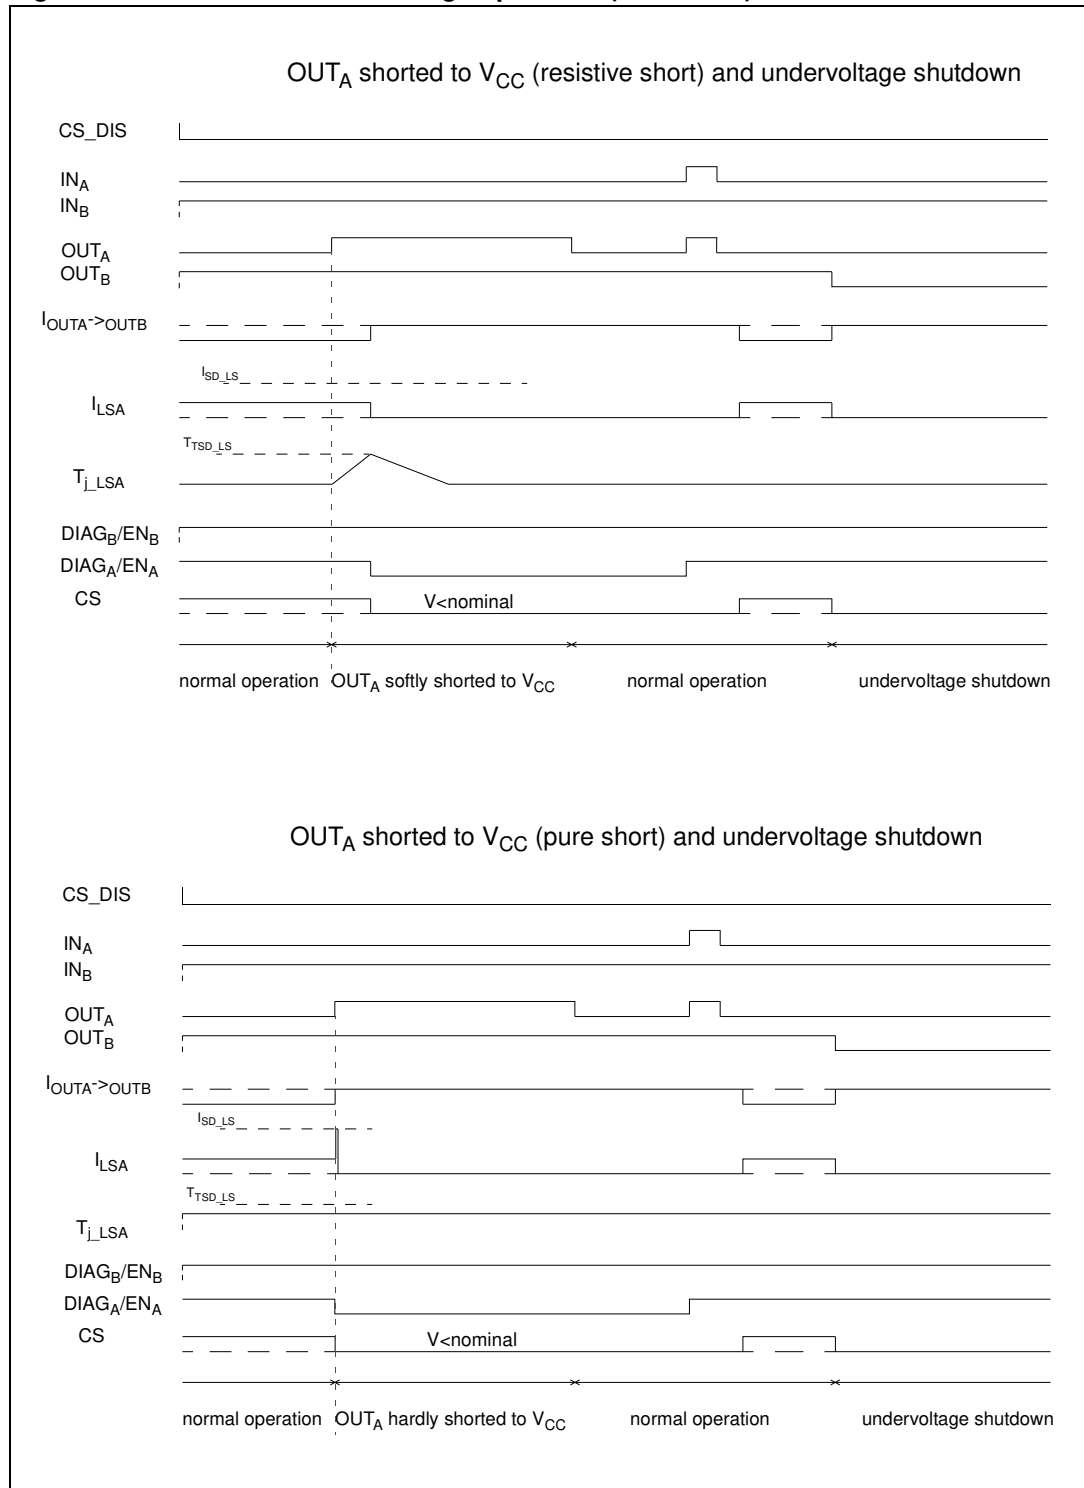 OUTA shorted to VCC (resistive short) and undervoltage shutdown
CS_DIS
INA
INB
OUTA
OUTB
IOUTA->OUTB
ISD_LS
ILSA
TTSD_LS
Tj_LSA
DIAGB/ENB
DIAGA/ENA
CS
V<nominal
normal operation OUTA softly shorted to VCC normal operation undervoltage shutdown
OUTA shorted to VCC (pure short) and undervoltage shutdown
CS_DIS
INA
INB
OUTA
OUTB
IOUTA->OUTB
ISD_LS
ILSA
TTSD_LS
Tj_LSA
DIAGB/ENB
DIAGA/ENA
CS
V<nominal
normal operation OUTA hardly shorted to VCC normal operation undervoltage shutdown